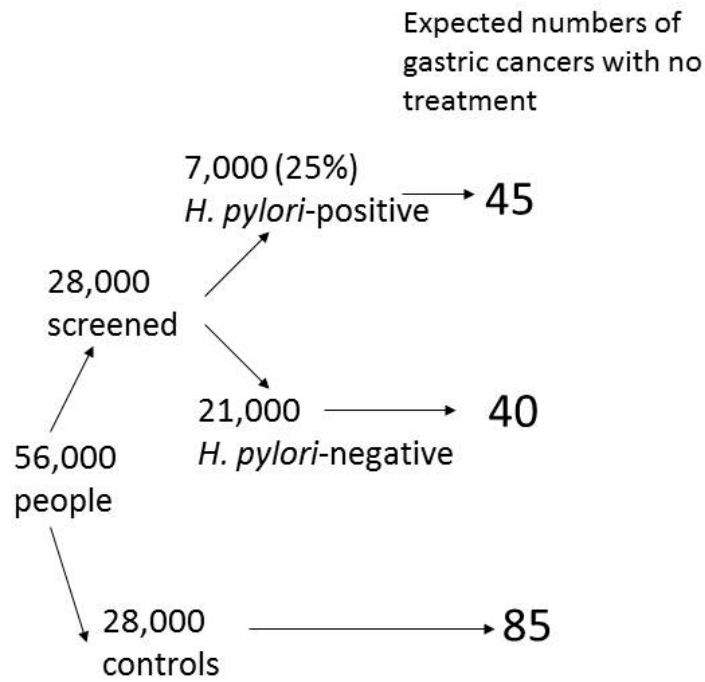 Expected numbers of
gastric cancers with no
treatment
7,000 (25%)
H. pylori-positive
45
28,000
screened
21,000
H. pylori-negative
40
56,000
people
28,000
controls
85